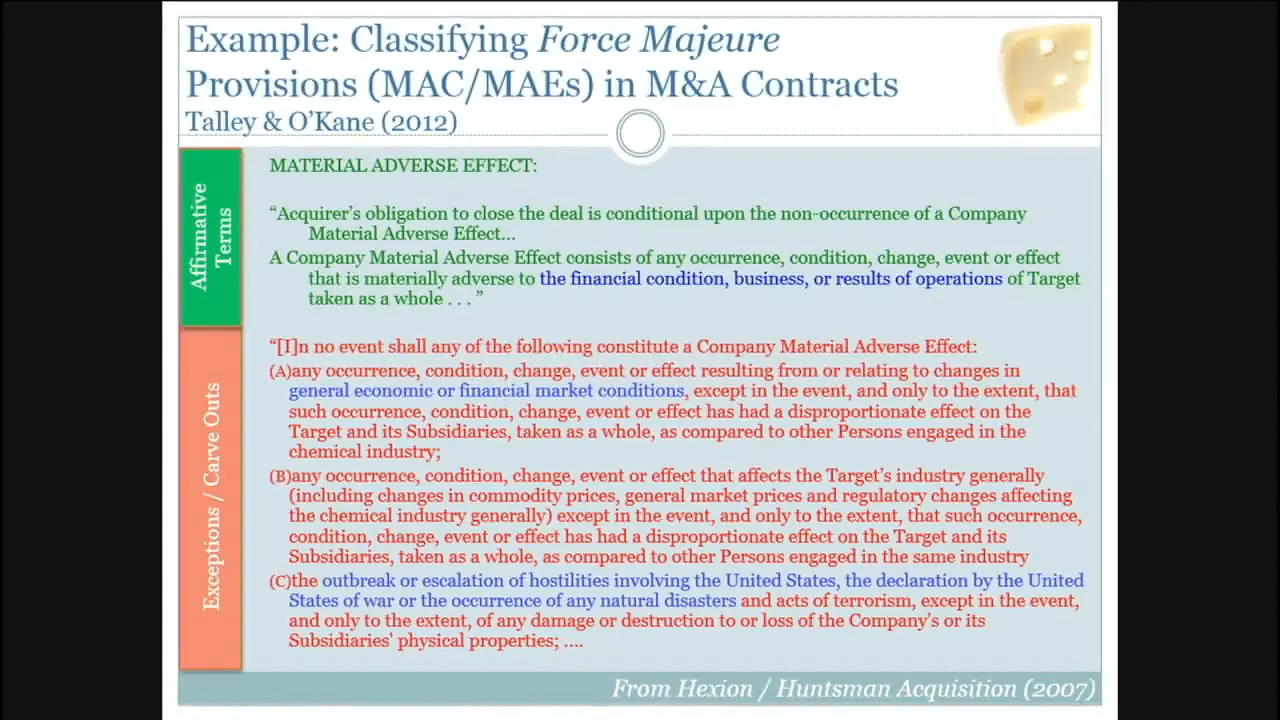 Example: Classifying Force Majeure
Provisions (MAC/MAEs) in M&A Contracts
Talley & O'Kane (2012)
Affirmative
Terms
MATERIAL ADVERSE EFFECT:
“Acquirer's obligation to close the deal is conditional upon the non-occurrence of a Company
Material Adverse Effect...
A Company Material Adverse Effect consists of any occurrence, condition, change, event or effect
that is materially adverse to the financial condition, business, or results of operations of Target
taken as a whole . . . ”
Exceptions / Carve Outs
“[I]n no event shall any of the following constitute a Company Material Adverse Effect:
(A)any occurrence, condition, change, event or effect resulting from or relating to changes in
general economic or financial market conditions, except in the event, and only to the extent, that
such occurrence, condition, change, event or effect has had a disproportionate effect on the
Target and its Subsidiaries, taken as a whole, as compared to other Persons engaged in the
chemical industry;
(B)any occurrence, condition, change, event or effect that affects the Target's industry generally
(including changes in commodity prices, general market prices and regulatory changes affecting
the chemical industry generally) except in the event, and only to the extent, that such occurrence,
condition, change, event or effect has had a disproportionate effect on the Target and its
Subsidiaries, taken as a whole, as compared to other Persons engaged in the same industry
(C)the outbreak or escalation of hostilities involving the United States, the declaration by the United
States of war or the occurrence of any natural disasters and acts of terrorism, except in the event,
and only to the extent, of any damage or destruction to or loss of the Company's or its
Subsidiaries' physical properties; ....
From Hexion / Huntsman Acquisition (2007)